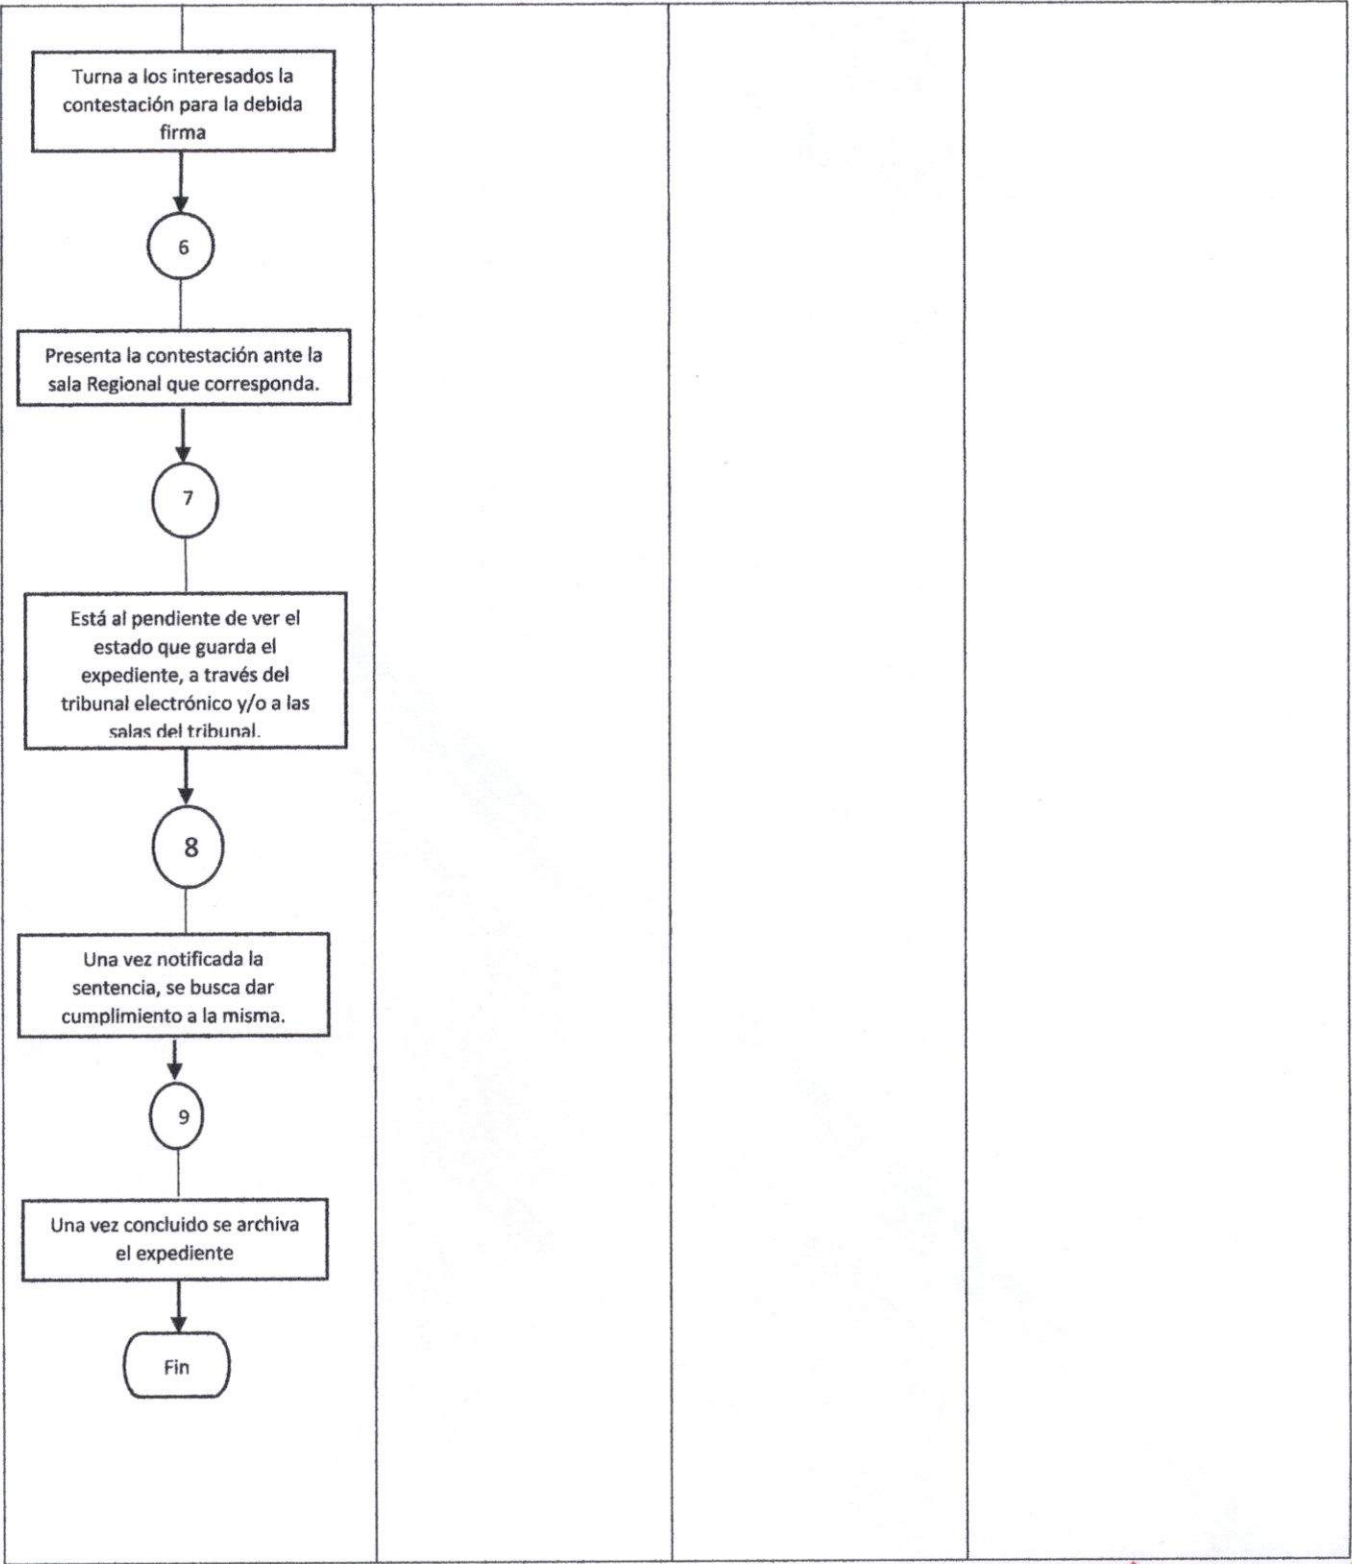 Turna a los interesados la
contestación para la debida
firma
6
Presenta la contestación ante la
sala Regional que corresponda.
7
Está al pendiente de ver el
estado que guarda el
expediente, a través del
tribunal electrónico y/o a las
salas del tribunal.
8
Una vez notificada la
sentencia, se busca dar
cumplimiento a la misma.
9
Una vez concluido se archiva
el expediente
Fin